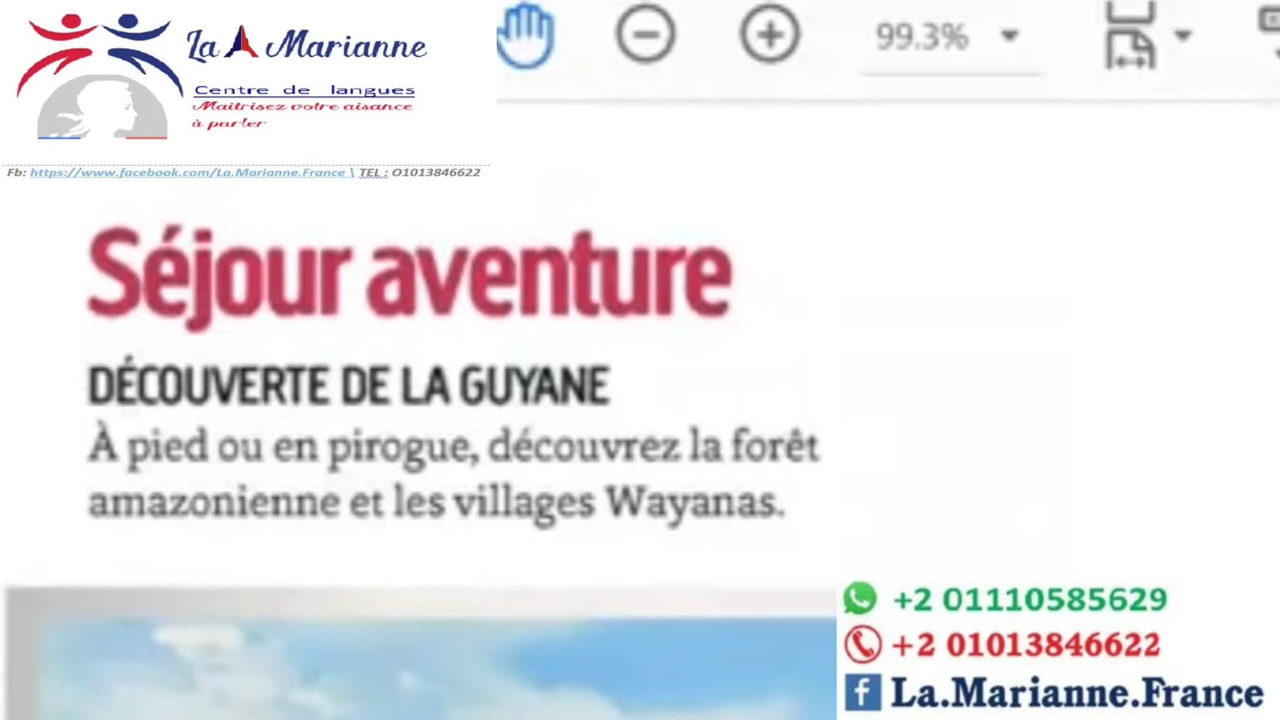 La Marianne
Centre de langues
Maitrisez votre aisance
à parler
Fb: https://www.facebook.com/La.Marianne.France \ TEL : O1013846622
99.3%
Séjour aventure
DÉCOUVERTE DE LA GUYANE
À pied ou en pirogue, découvrez la forêt
amazonienne et les villages Wayanas.
+2 01110585629
+2 01013846622
La.Marianne.France